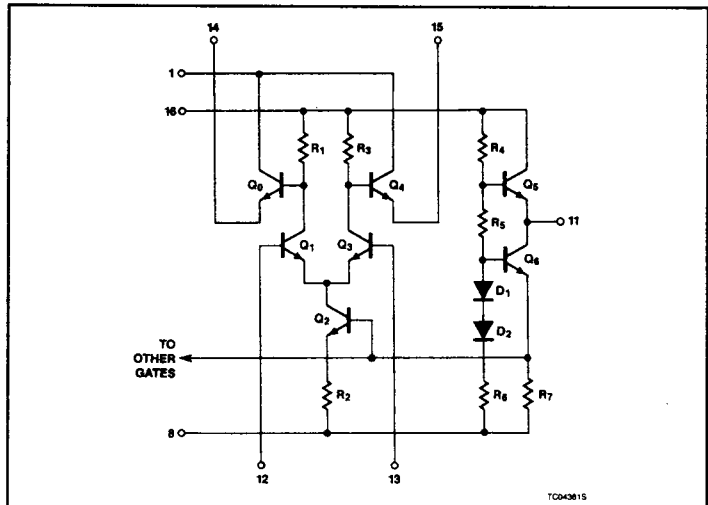 14
15
1
16
R1
R3
R4
Q0
Q4
Q5
R5
11
Q1
Q3
Q6
D1
Q2
D2
TO
OTHER
GATES
R2
R6
R7
8
12
13
TC04381S